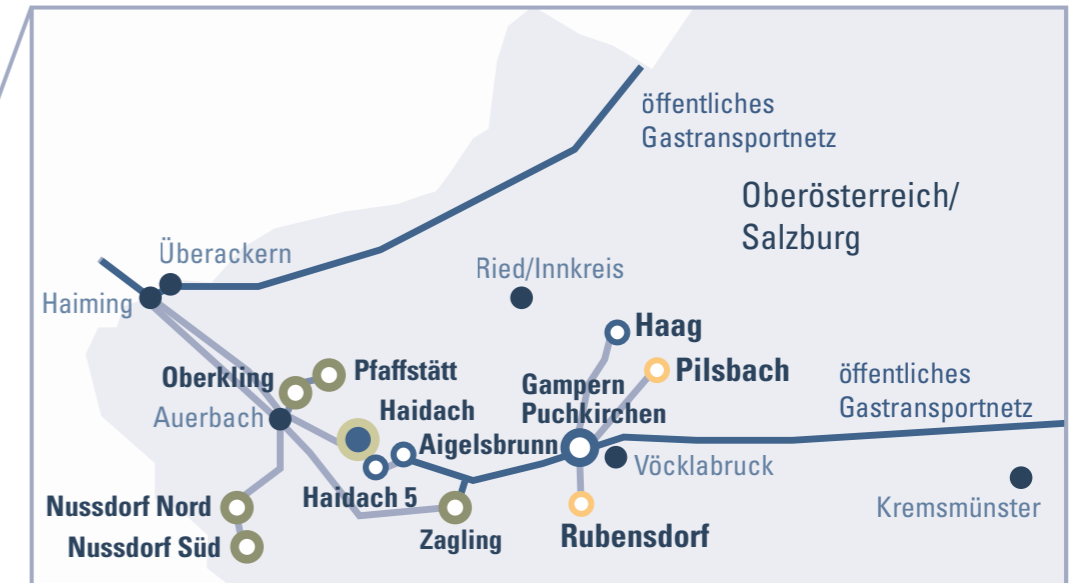 öffentliches
Gastransportnetz
Oberösterreich/
Salzburg
Überackern
Ried/Innkreis
Haiming
Haag
Oberkling
Pfaffstätt
Gampern
Puchkirchen
Pilsbach
öffentliches
Gastransportnetz
Auerbach
Haidach
Aigelsbrunn
Vöcklabruck
Haidach 5
Kremsmünster
Nussdorf Nord
Zagling
Rubensdorf
Nussdorf Süd